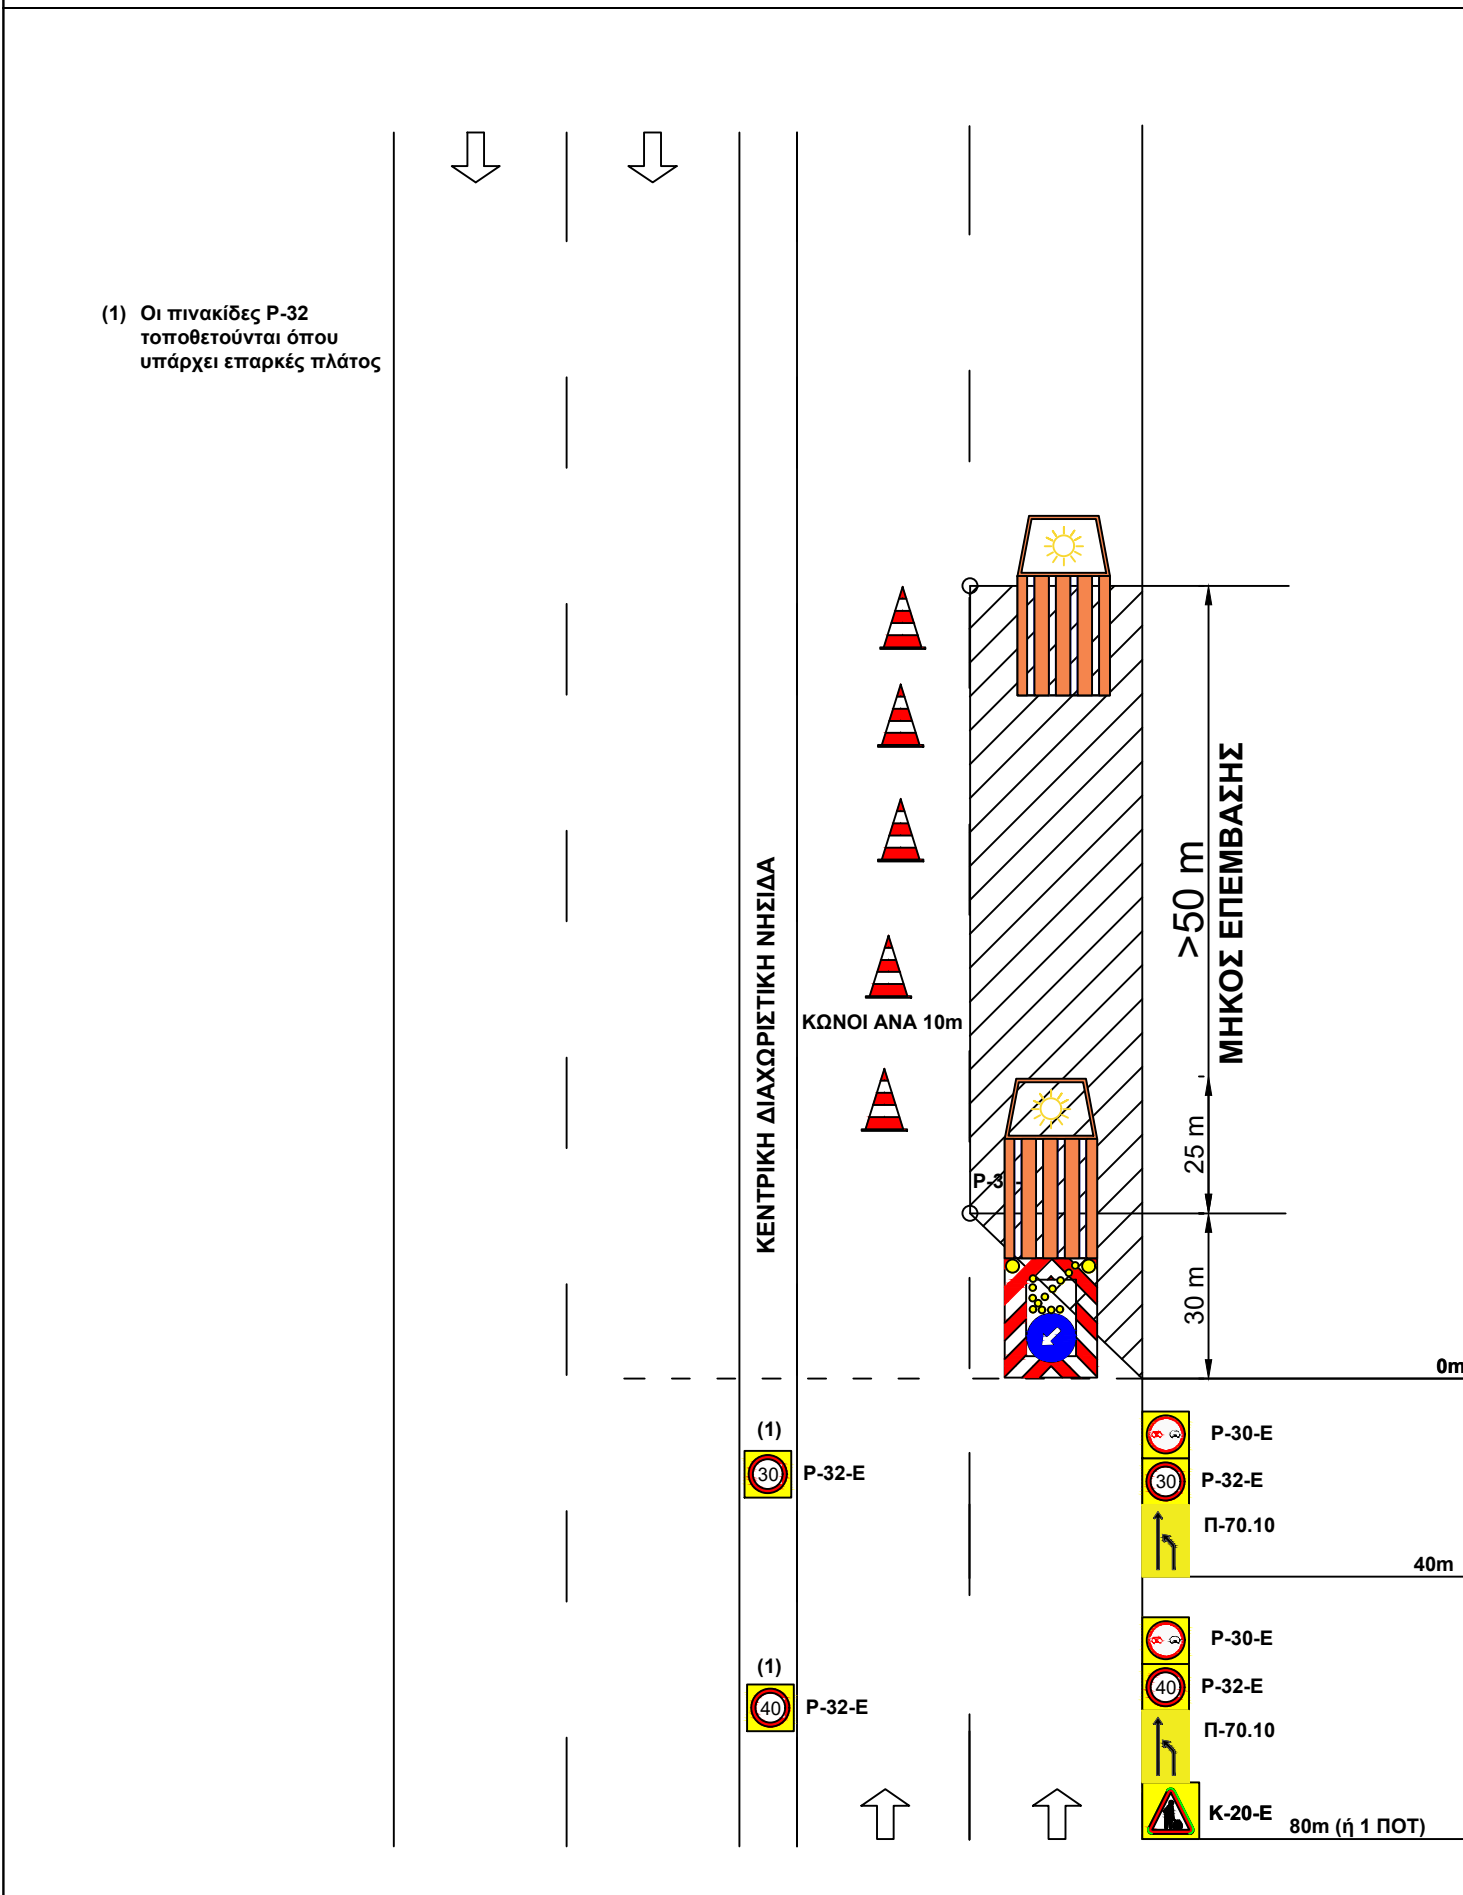 (1) Οι πινακίδες Ρ-32
τοποθετούνται όπου
υπάρχει επαρκές πλάτος
ΚΕΝΤΡΙΚΗ ΔΙΑΧΩΡΙΣΤΙΚΗ ΝΗΣΙΔΑ
ΚΩΝΟΙ ΑΝΑ 10m
>50 m
ΜΗΚΟΣ ΕΠΕΜΒΑΣΗΣ
25 m
30 m
0m
(1)
30
Ρ-32-Ε
Ρ-30-Ε
30
Ρ-32-Ε
Π-70.10
40m
(1)
40
Ρ-32-Ε
Ρ-30-Ε
40
Ρ-32-Ε
Π-70.10
Κ-20-Ε
80m (ή 1 ΠΟΤ)